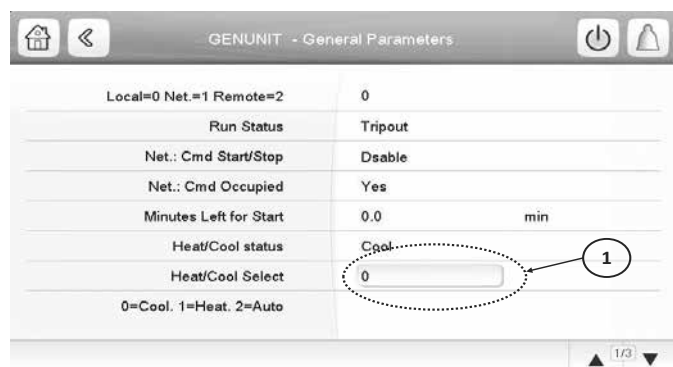 GENUNIT - General Parameters
Local=0 Net.=1 Remote=2 0
Run Status Tripout
Net.: Cmd Start/Stop Dsable
Net.: Cmd Occupied Yes
Minutes Left for Start 0.0 min
Heat/Cool status Cool
Heat/Cool Select 0
1
0=Cool. 1=Heat. 2=Auto
1/3